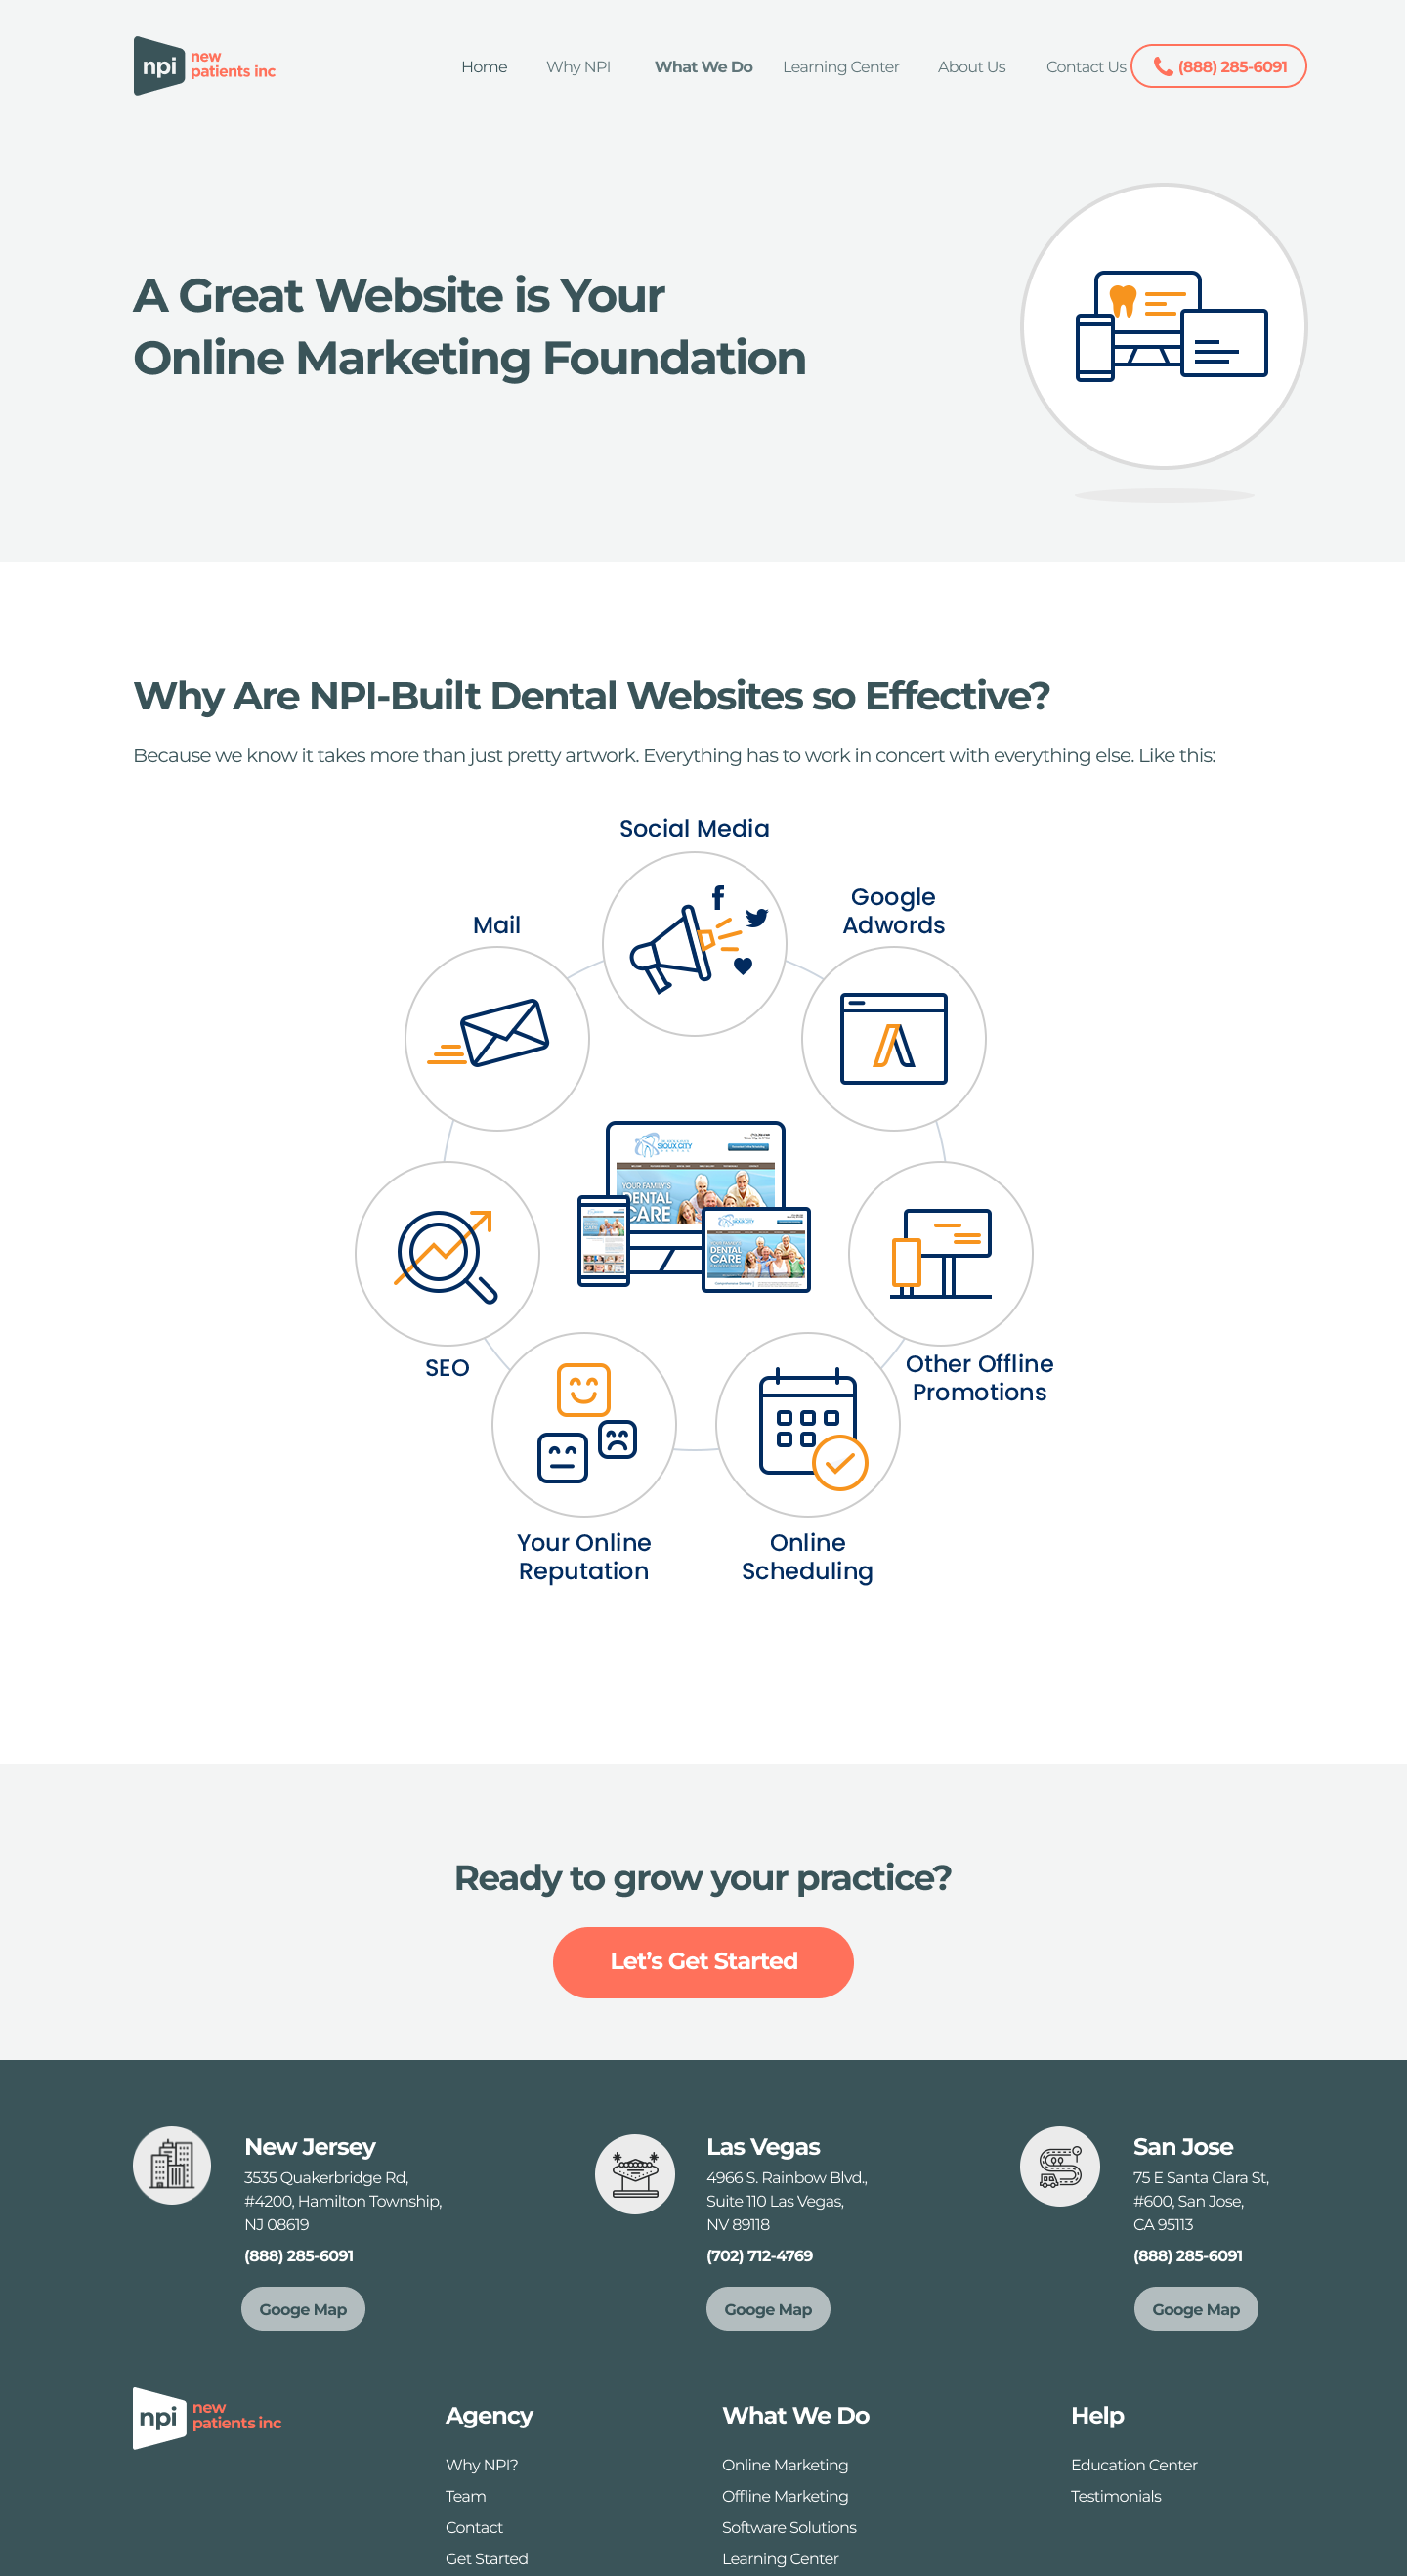 npi
new
patients inc
Home
Why NPI
What We Do
Learning Center
About Us
Contact Us
(888) 285-6091
A Great Website is Your
Online Marketing Foundation
Why Are NPI-Built Dental Websites so Effective?
Because we know it takes more than just pretty artwork. Everything has to work in concert with everything else. Like this:
Social Media
Google
Adwords
Mail
SIOUX CITY
YOUR FAMILY'S
DENTAL
CARE
SIOUX CITY
DENTAL
CARE
SEO
Other Offline
Promotions
Your Online
Reputation
Online
Scheduling
Ready to grow your practice?
Let's Get Started
New Jersey
3535 Quakerbridge Rd,
#4200, Hamilton Township,
NJ 08619
(888) 285-6091
Googe Map
Las Vegas
4966 S. Rainbow Blvd.,
Suite 110 Las Vegas,
NV 89118
(702) 712-4769
Googe Map
San Jose
75 E Santa Clara St,
#600, San Jose,
CA 95113
(888) 285-6091
Googe Map
npi
new
patients inc
Agency
Why NPI?
Team
Contact
Get Started
What We Do
Online Marketing
Offline Marketing
Software Solutions
Learning Center
Help
Education Center
Testimonials